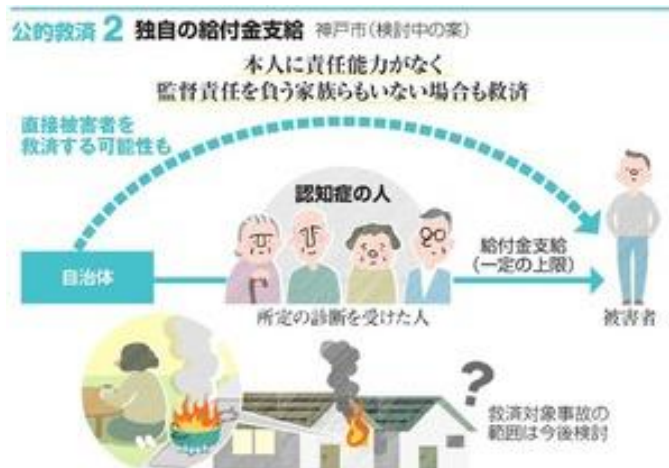 公的救済 2 独自の給付金支給 神戸市(検討中の案)
本人に責任能力がなく
監督責任を負う家族らもいない場合も救済
直接被害者を
救済する可能性も
認知症の人
自治体
給付金支給
(一定の上限)
所定の診断を受けた人
被害者
?
救済対象事故の
範囲は今後検討